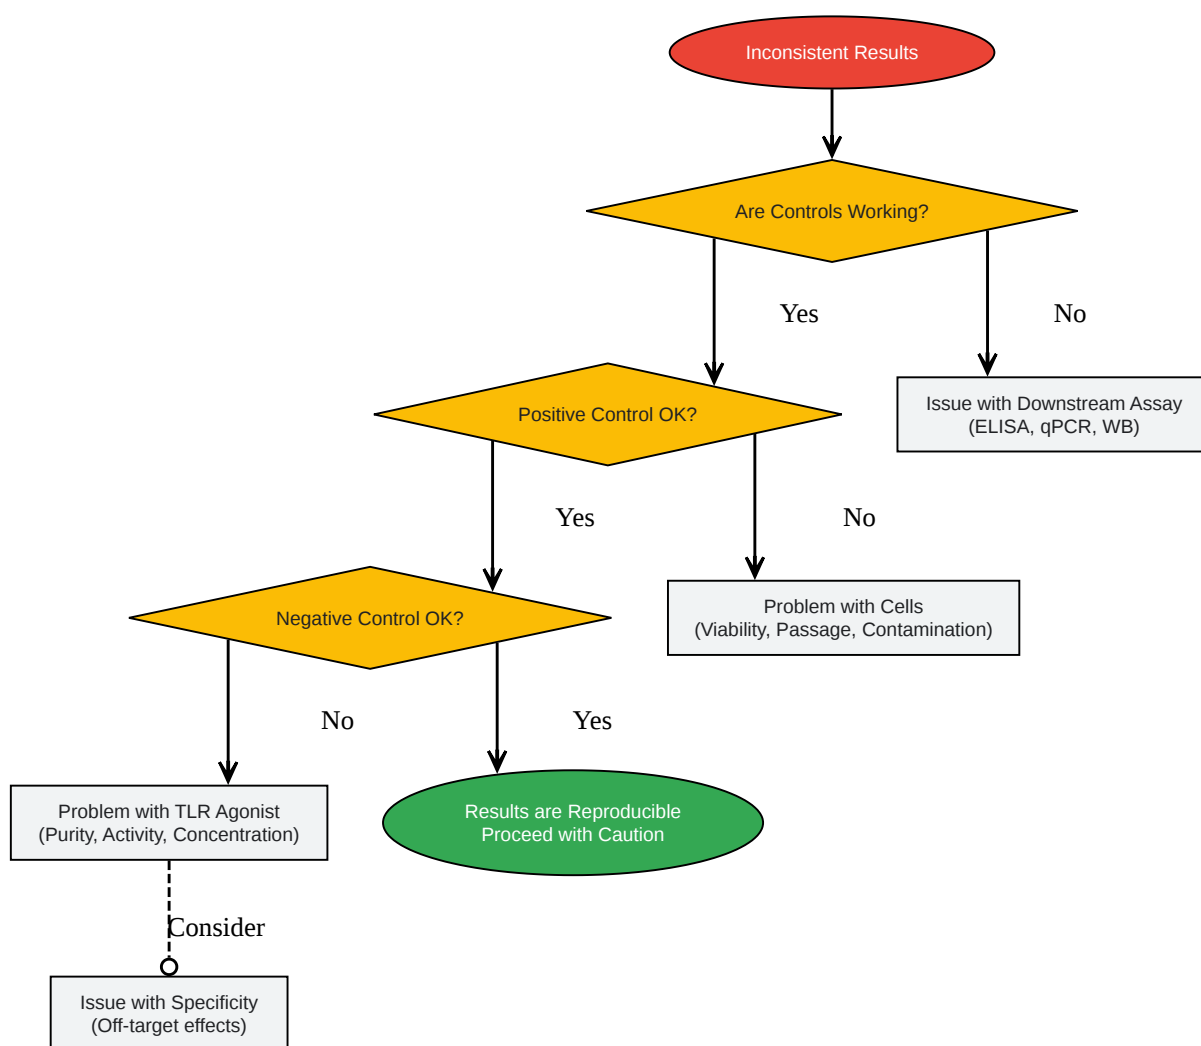 Inconsistent Results
Are Controls Working?
Yes
No
Positive Control OK?
Issue with Downstream Assay
(ELISA, qPCR, WB)
Yes
No
Negative Control OK?
Problem with Cells
(Viability, Passage, Contamination)
No
Yes
Problem with TLR Agonist
(Purity, Activity, Concentration)
Results are Reproducible
Proceed with Caution
Consider
Issue with Specificity
(Off-target effects)